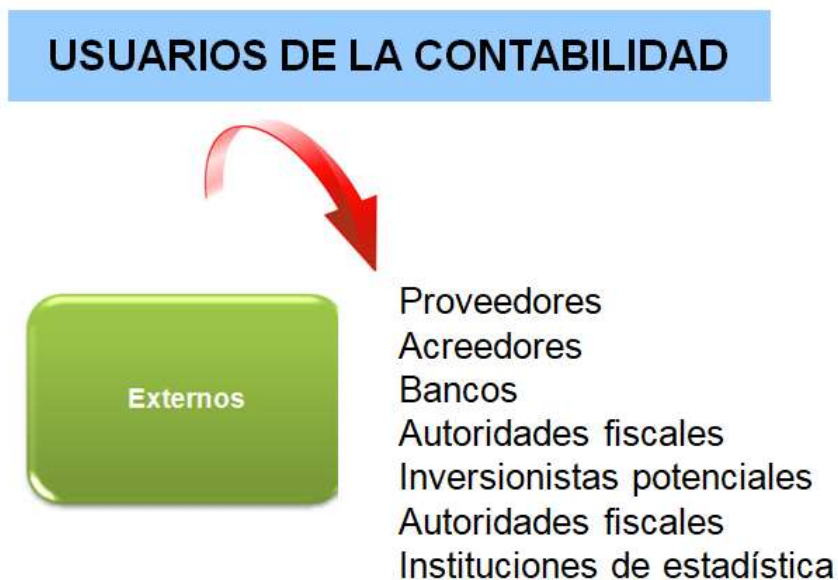 USUARIOS DE LA CONTABILIDAD
Externos
Proveedores
Acreedores
Bancos
Autoridades fiscales
Inversionistas potenciales
Autoridades fiscales
Instituciones de estadística